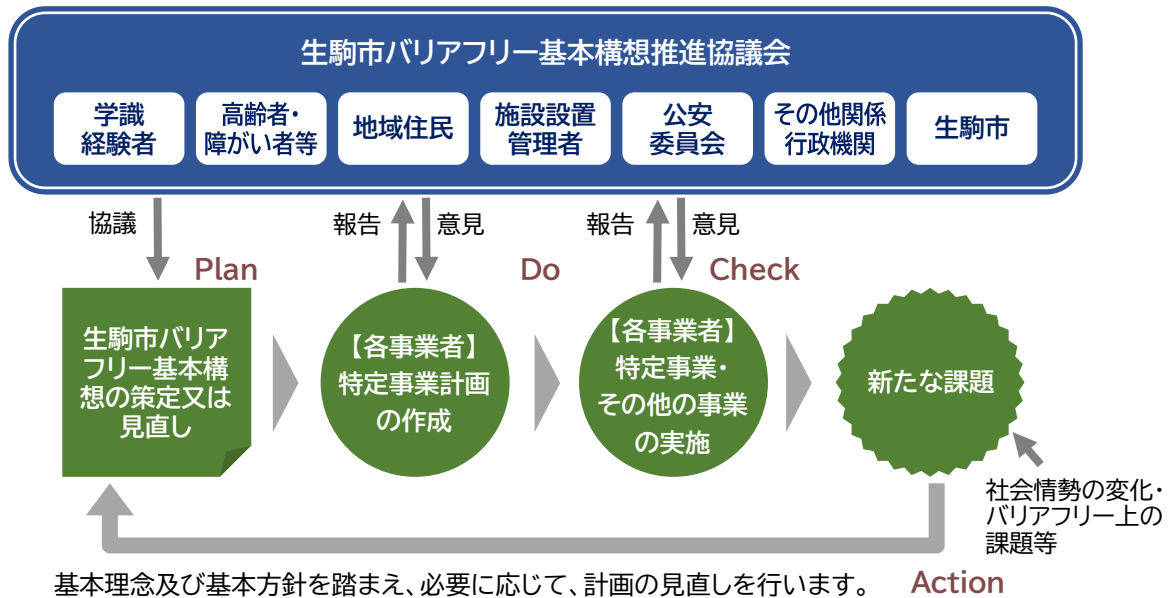 生駒市バリアフリー基本構想推進協議会
学識
経験者
高齢者・
障がい者等
地域住民
施設設置
管理者
公安
委員会
その他関係
行政機関
生駒市
協議
報告
意見
報告
意見
Plan
Do
Check
生駒市バリア
フリー基本構
想の策定又は
見直し
【各事業者】
特定事業計画
の作成
【各事業者】
特定事業・
その他の事業
の実施
新たな課題
社会情勢の変化・
バリアフリー上の
課題等
基本理念及び基本方針を踏まえ、必要に応じて、計画の見直しを行います。
Action